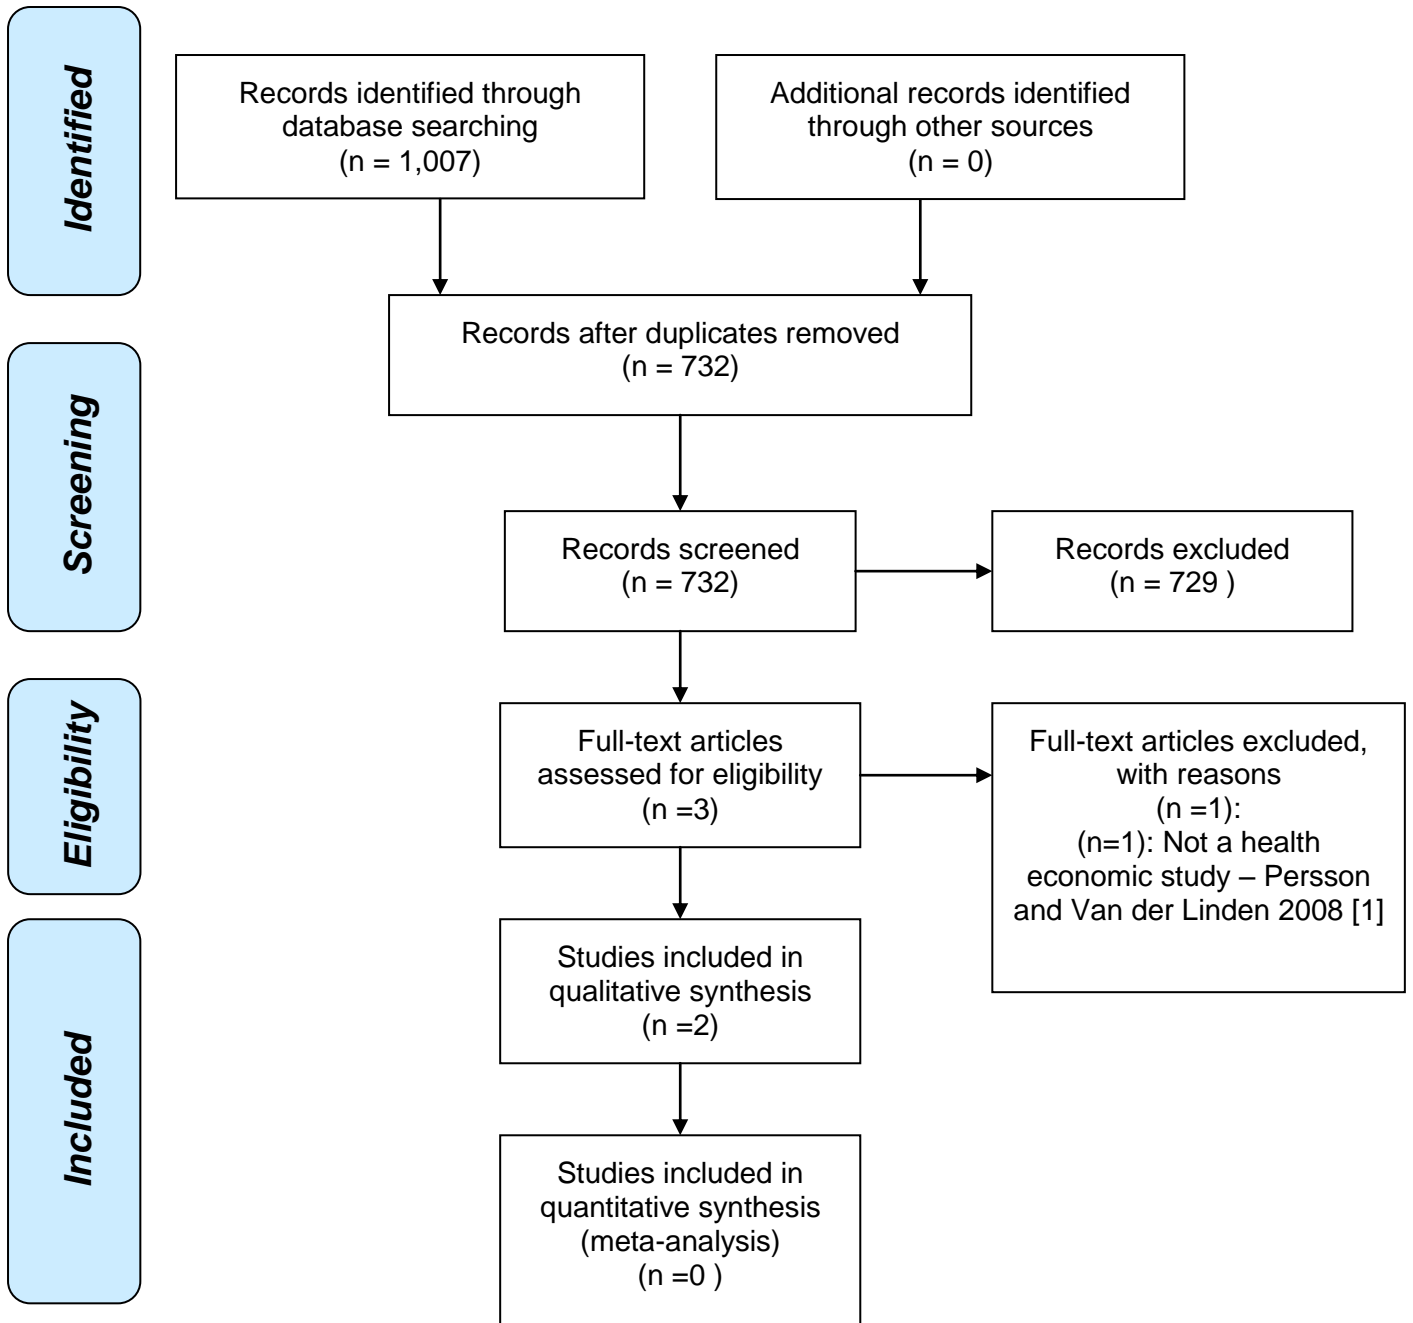 Identified
Records identified through
database searching
(n = 1,007)
Additional records identified
through other sources
(n = 0)
Records after duplicates removed
(n = 732)
Screening
Records screened
(n = 732)
Records excluded
(n = 729 )
Eligibility
Full-text articles
assessed for eligibility
(n =3)
Full-text articles excluded,
with reasons
(n =1):
(n=1): Not a health
economic study – Persson
and Van der Linden 2008 [1]
Included
Studies included in
qualitative synthesis
(n =2)
Studies included in
quantitative synthesis
(meta-analysis)
(n =0 )